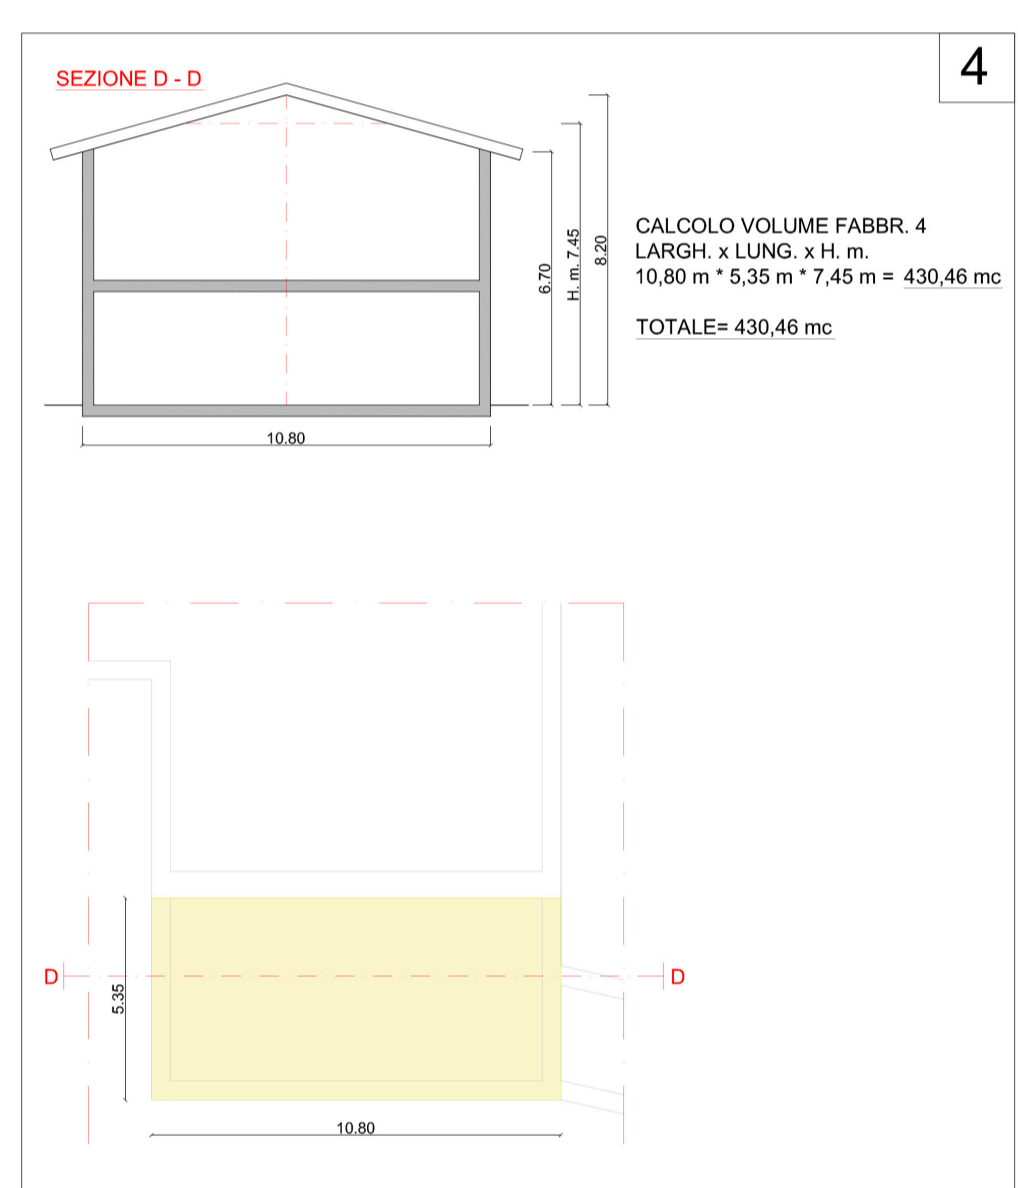 4
SEZIONE D - D
6.70
H. m. 7.45
8.20
10.80
CALCOLO VOLUME FABBR. 4
LARGH. x LUNG. x H. m.
10,80 m * 5,35 m * 7,45 m = 430,46 mc
TOTALE= 430,46 mc
D
D
5.35
10.80